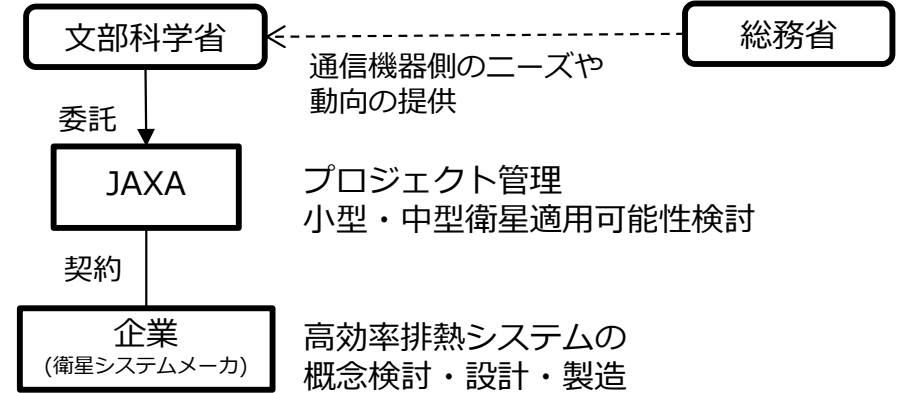 文部科学省
総務省
通信機器側のニーズや
動向の提供
委託
JAXA
プロジェクト管理
小型・中型衛星適用可能性検討
契約
企業
(衛星システムメーカ)
高効率排熱システムの
概念検討・設計・製造